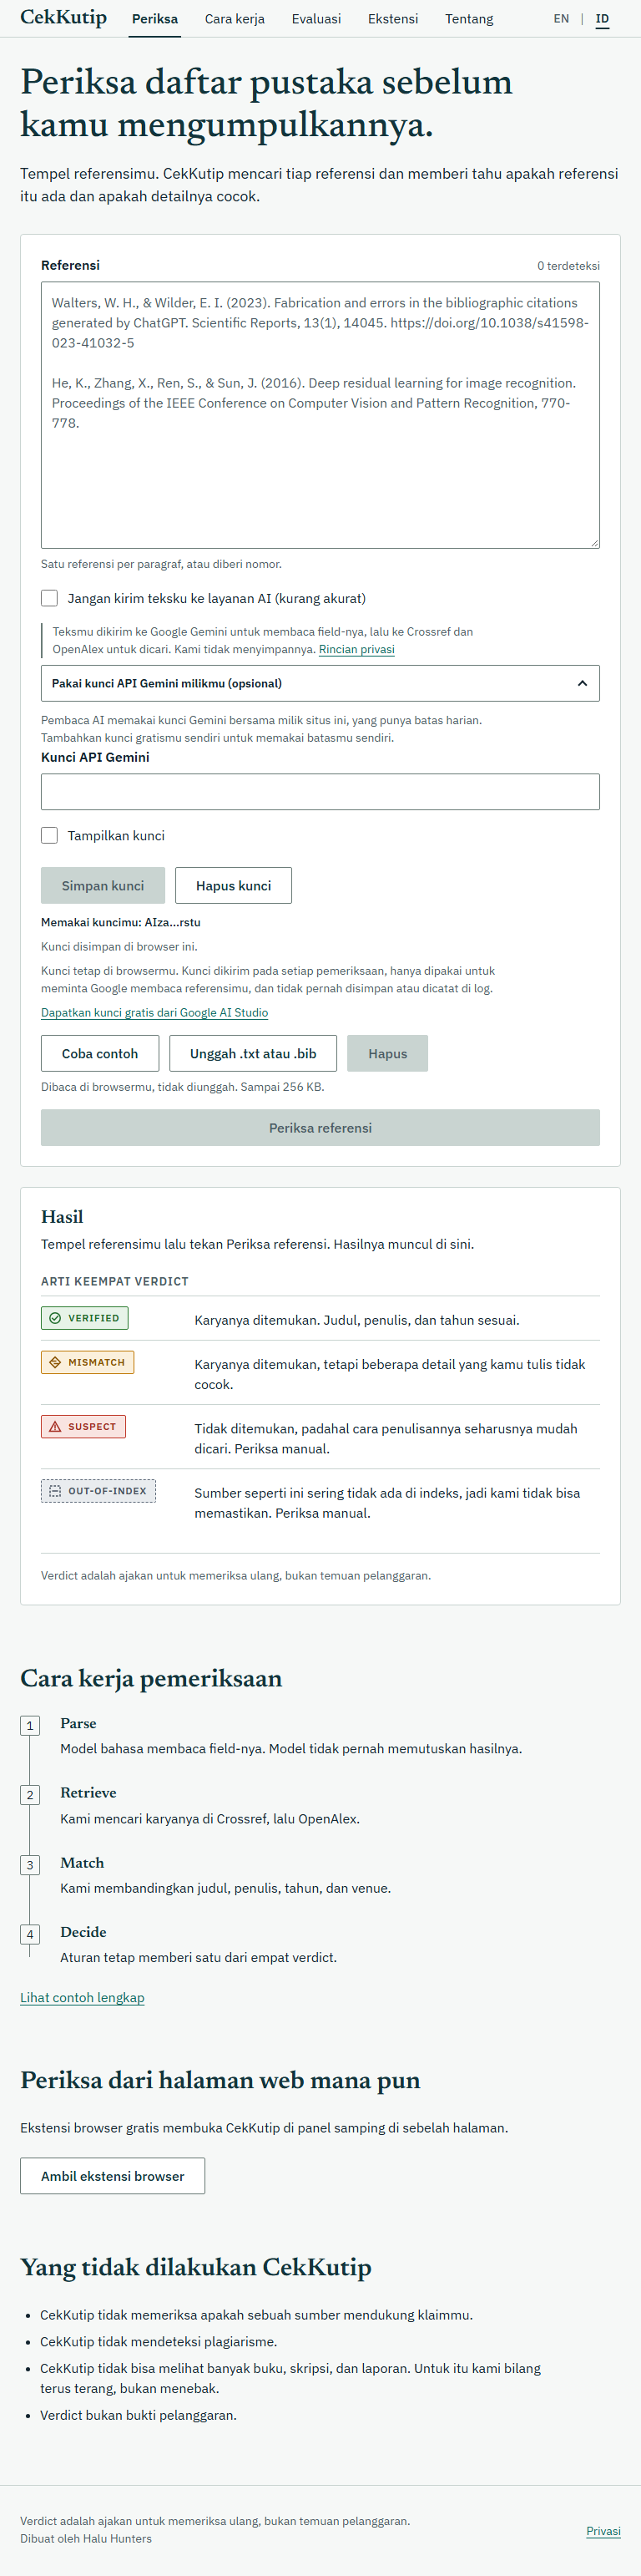 CekKutip Periksa Cara kerja Evaluasi Ekstensi Tentang EN | ID
Periksa daftar pustaka sebelum
kamu mengumpulkannya.
Tempel referensimu. CekKutip mencari tiap referensi dan memberi tahu apakah referensi
itu ada dan apakah detailnya cocok.
Referensi 0 terdeteksi
Walters, W. H., & Wilder, E. I. (2023). Fabrication and errors in the bibliographic citations
generated by ChatGPT. Scientific Reports, 13(1), 14045. https://doi.org/10.1038/s41598-
023-41032-5
He, K., Zhang, X., Ren, S., & Sun, J. (2016). Deep residual learning for image recognition.
Proceedings of the IEEE Conference on Computer Vision and Pattern Recognition, 770-
778.
Satu referensi per paragraf, atau diberi nomor.
Jangan kirim teksku ke layanan AI (kurang akurat)
Teksmu dikirim ke Google Gemini untuk membaca field-nya, lalu ke Crossref dan
OpenAlex untuk dicari. Kami tidak menyimpannya. Rincian privasi
Pakai kunci API Gemini milikmu (opsional)
Pembaca AI memakai kunci Gemini bersama milik situs ini, yang punya batas harian.
Tambahkan kunci gratismu sendiri untuk memakai batasmu sendiri.
Kunci API Gemini
Tampilkan kunci
Simpan kunci Hapus kunci
Memakai kuncimu: AIza...rstu
Kunci disimpan di browser ini.
Kunci tetap di browsermu. Kunci dikirim pada setiap pemeriksaan, hanya dipakai untuk
meminta Google membaca referensimu, dan tidak pernah disimpan atau dicatat di log.
Dapatkan kunci gratis dari Google AI Studio
Coba contoh Unggah .txt atau .bib Hapus
Dibaca di browsermu, tidak diunggah. Sampai 256 KB.
Periksa referensi
Hasil
Tempel referensimu lalu tekan Periksa referensi. Hasilnya muncul di sini.
ARTI KEEMPAT VERDICT
VERIFIED Karyanya ditemukan. Judul, penulis, dan tahun sesuai.
MISMATCH Karyanya ditemukan, tetapi beberapa detail yang kamu tulis tidak
cocok.
SUSPECT Tidak ditemukan, padahal cara penulisannya seharusnya mudah
dicari. Periksa manual.
OUT-OF-INDEX Sumber seperti ini sering tidak ada di indeks, jadi kami tidak bisa
memastikan. Periksa manual.
Verdict adalah ajakan untuk memeriksa ulang, bukan temuan pelanggaran.
Cara kerja pemeriksaan
1 Parse
Model bahasa membaca field-nya. Model tidak pernah memutuskan hasilnya.
2 Retrieve
Kami mencari karyanya di Crossref, lalu OpenAlex.
3 Match
Kami membandingkan judul, penulis, tahun, dan venue.
4 Decide
Aturan tetap memberi satu dari empat verdict.
Lihat contoh lengkap
Periksa dari halaman web mana pun
Ekstensi browser gratis membuka CekKutip di panel samping di sebelah halaman.
Ambil ekstensi browser
Yang tidak dilakukan CekKutip
• CekKutip tidak memeriksa apakah sebuah sumber mendukung klaimmu.
• CekKutip tidak mendeteksi plagiarisme.
• CekKutip tidak bisa melihat banyak buku, skripsi, dan laporan. Untuk itu kami bilang
terus terang, bukan menebak.
• Verdict bukan bukti pelanggaran.
Verdict adalah ajakan untuk memeriksa ulang, bukan temuan pelanggaran.
Dibuat oleh Halu Hunters
Privasi